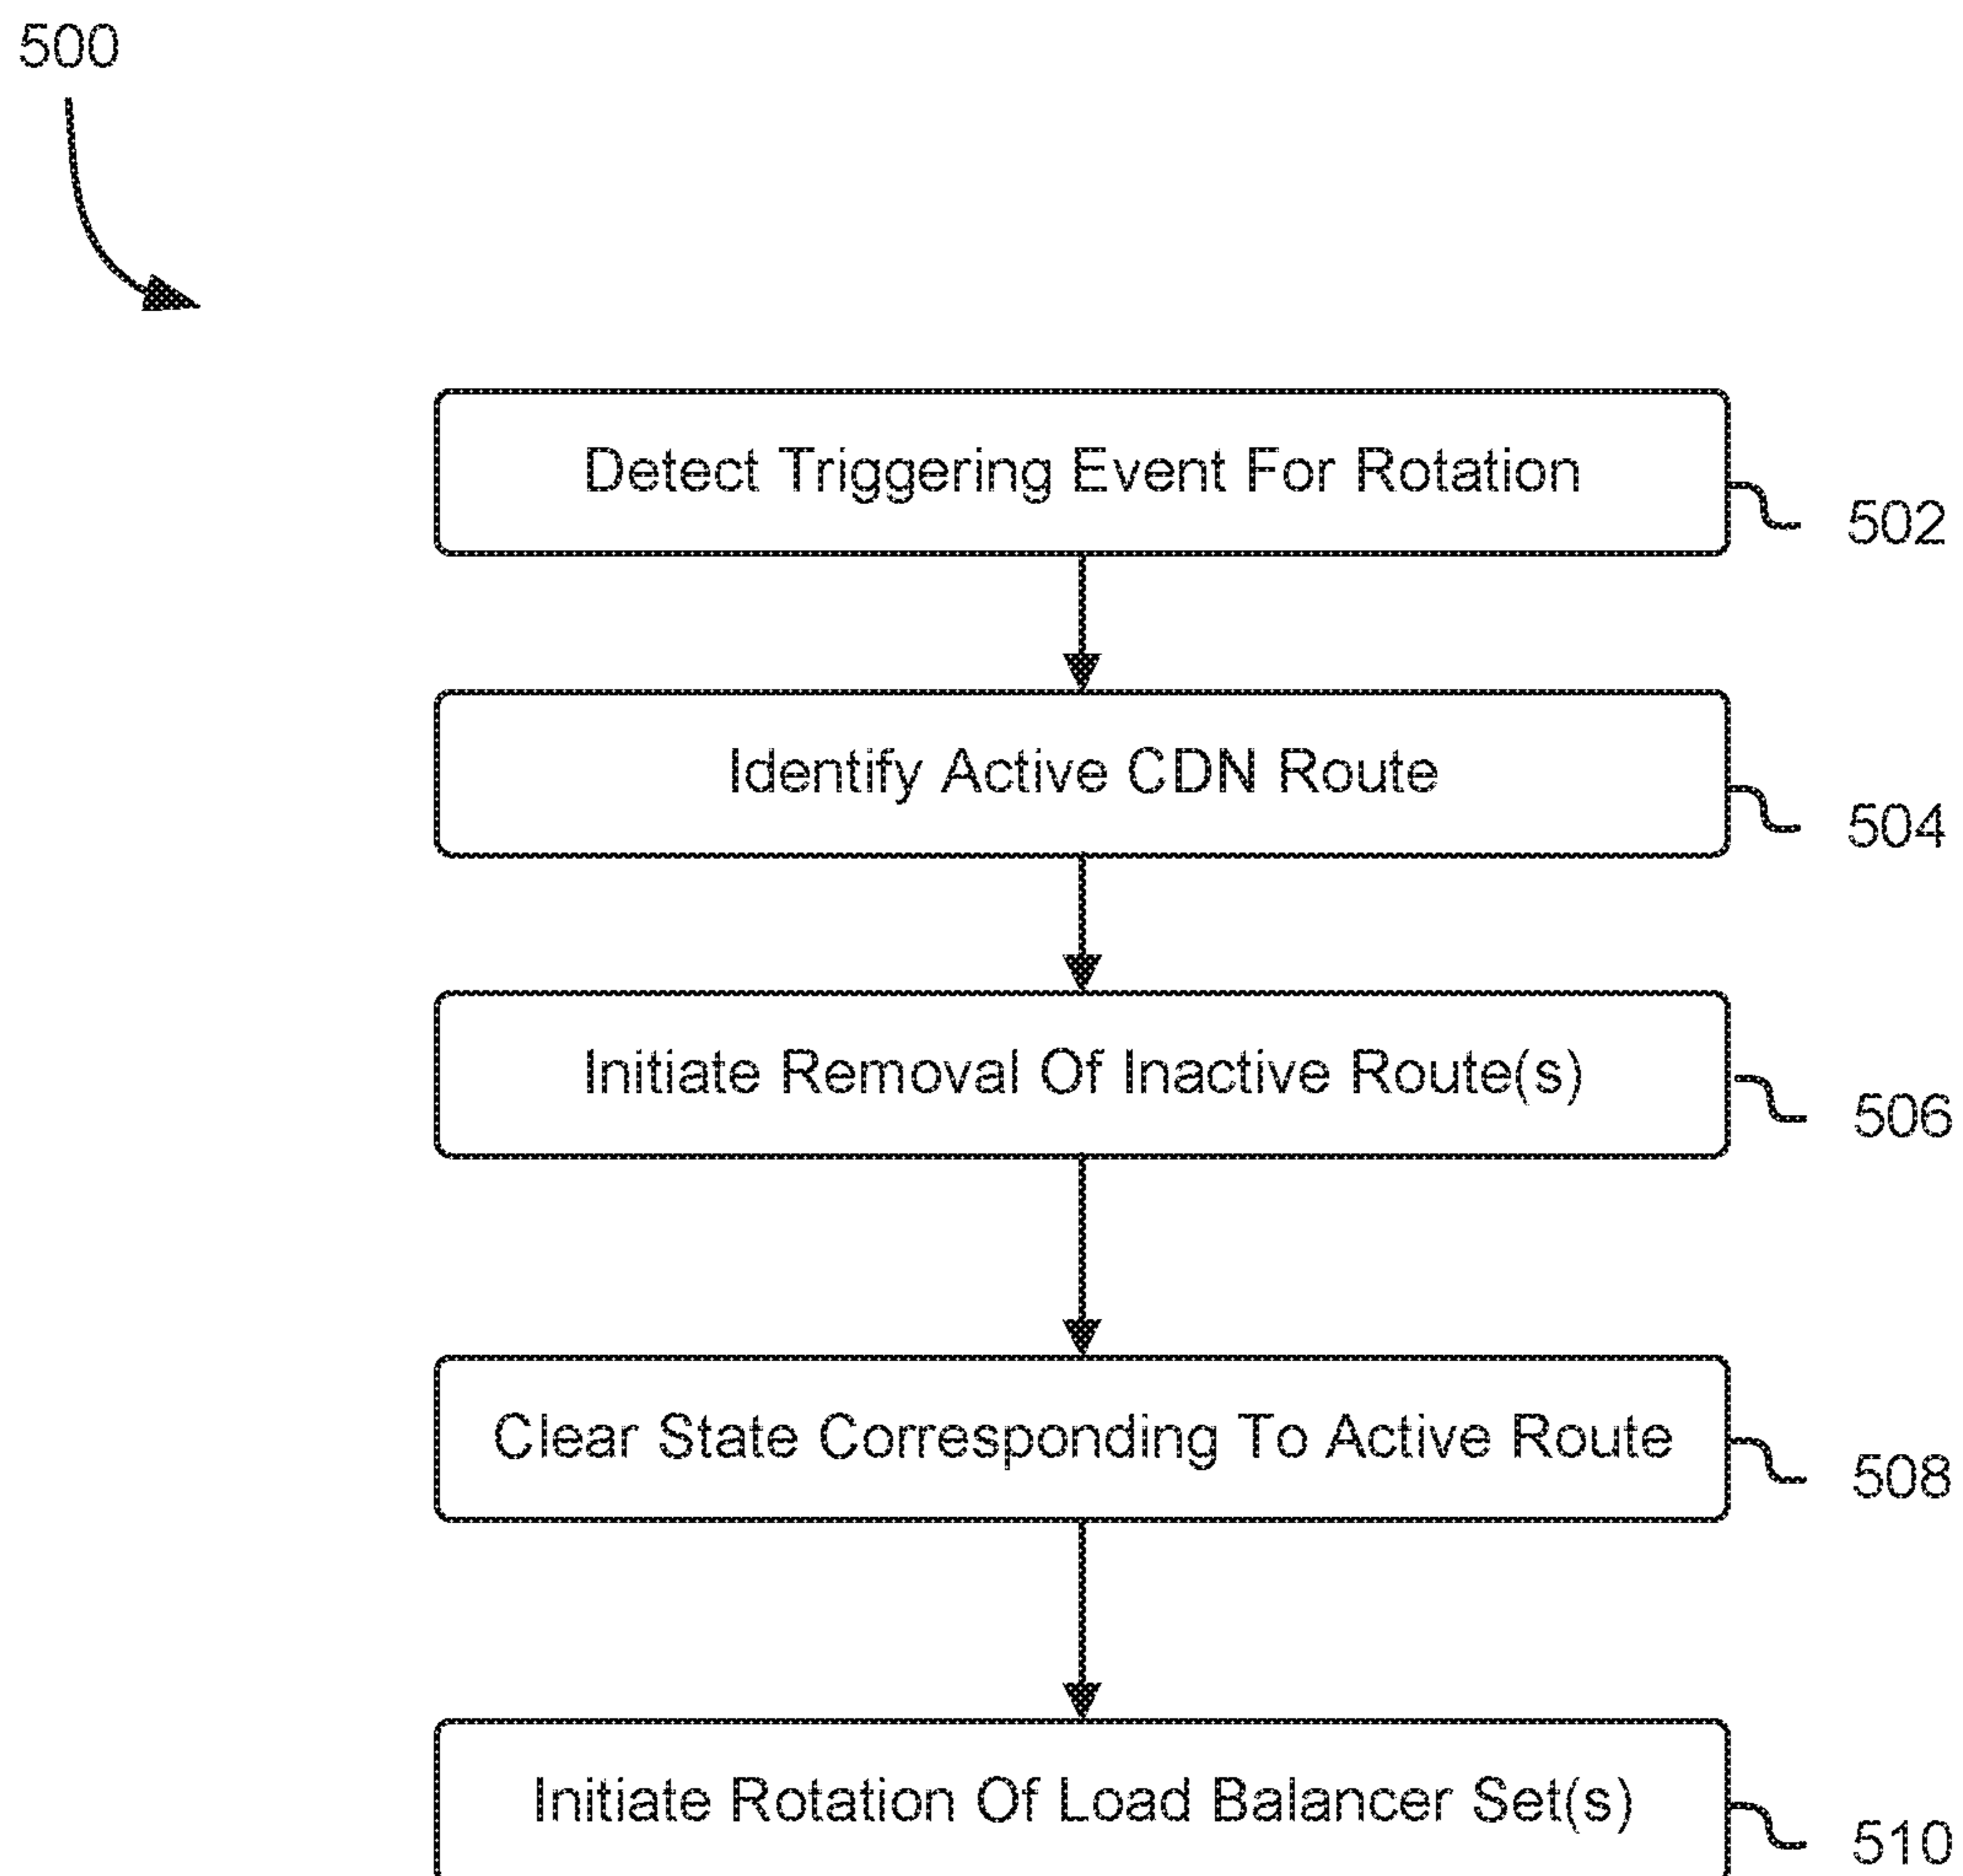 500
Detect Triggering Event For Rotation
502
Identify Active CDN Route
504
Initiate Removal Of Inactive Route(s)
506
Clear State Corresponding To Active Route
508
Initiate Rotation Of Load Balancer Set(s)
510